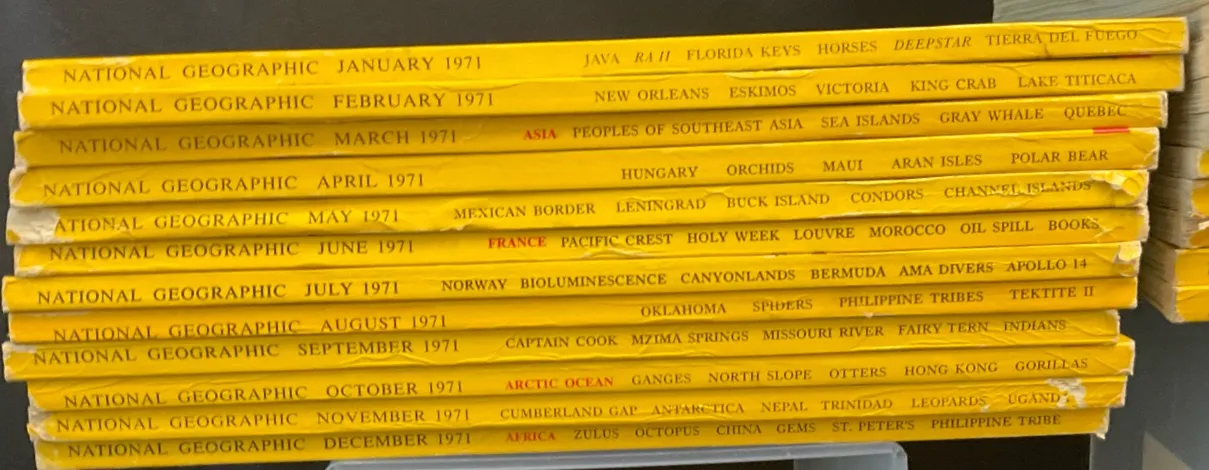 NATIONAL GEOGRAPHIC JANUARY 1971 JAVA RA II FLORIDA KEYS HORSES DEEPSTAR TIERRA DEL FUEGO
NATIONAL GEOGRAPHIC FEBRUARY 1971 NEW ORLEANS ESKIMOS VICTORIA KING CRAB LAKE TITICACA
NATIONAL GEOGRAPHIC MARCH 1971 ASIA PEOPLES OF SOUTHEAST ASIA SEA ISLANDS GRAY WHALE QUEBEC
NATIONAL GEOGRAPHIC APRIL 1971 HUNGARY ORCHIDS MAUI ARAN ISLES POLAR BEAR
ATIONAL GEOGRAPHIC MAY 1971 MEXICAN BORDER LENINGRAD BUCK ISLAND CONDORS CHANNEL ISLANDS
NATIONAL GEOGRAPHIC JUNE 1971 FRANCE PACIFIC CREST HOLY WEEK LOUVRE MOROCCO OIL SPILL BOOKS
NATIONAL GEOGRAPHIC JULY 1971 NORWAY BIOLUMINESCENCE CANYONLANDS BERMUDA AMA DIVERS APOLLO 14
NATIONAL GEOGRAPHIC AUGUST 1971 OKLAHOMA SPIDERS PHILIPPINE TRIBES TEKTITE II
NATIONAL GEOGRAPHIC SEPTEMBER 1971 CAPTAIN COOK MZIMA SPRINGS MISSOURI RIVER FAIRY TERN INDIANS
NATIONAL GEOGRAPHIC OCTOBER 1971 ARCTIC OCEAN GANGES NORTH SLOPE OTTERS HONG KONG GORILLAS
NATIONAL GEOGRAPHIC NOVEMBER 1971 CUMBERLAND GAP ANTARCTICA NEPAL TRINIDAD LEOPARDS UGANDA
NATIONAL GEOGRAPHIC DECEMBER 1971 AFRICA ZULUS OCTOPUS CHINA GEMS ST. PETER'S PHILIPPINE TRIBE